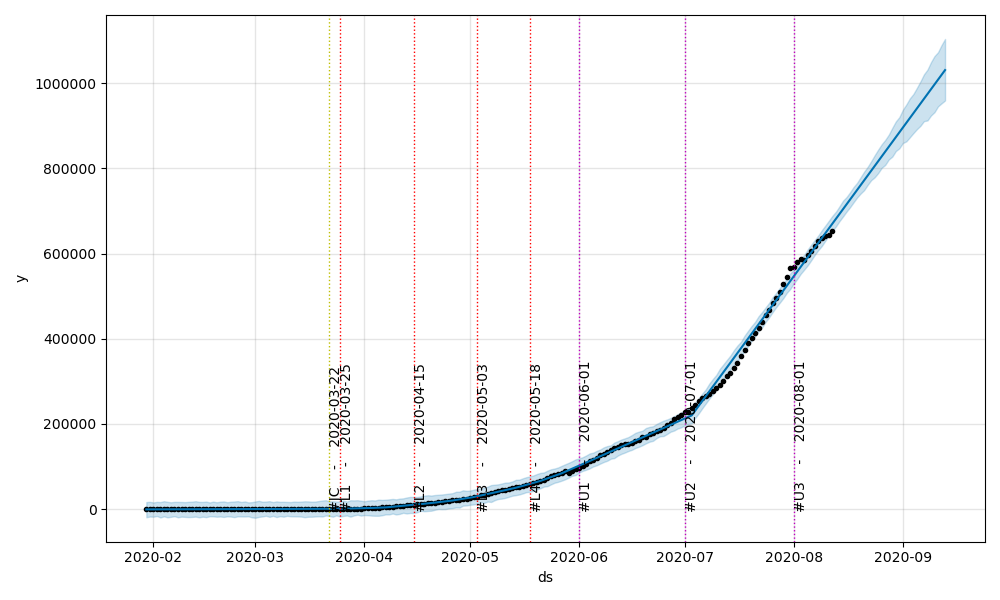 1000000
800000
600000
400000
200000
0
y
#JC - 2020-03-22
#L1 - 2020-03-25
#L2 - 2020-04-15
#L3 - 2020-05-03
#L4 - 2020-05-18
#U1 - 2020-06-01
#U2 - 2020-07-01
#U3 - 2020-08-01
2020-02 2020-03 2020-04 2020-05 2020-06 2020-07 2020-08 2020-09
ds